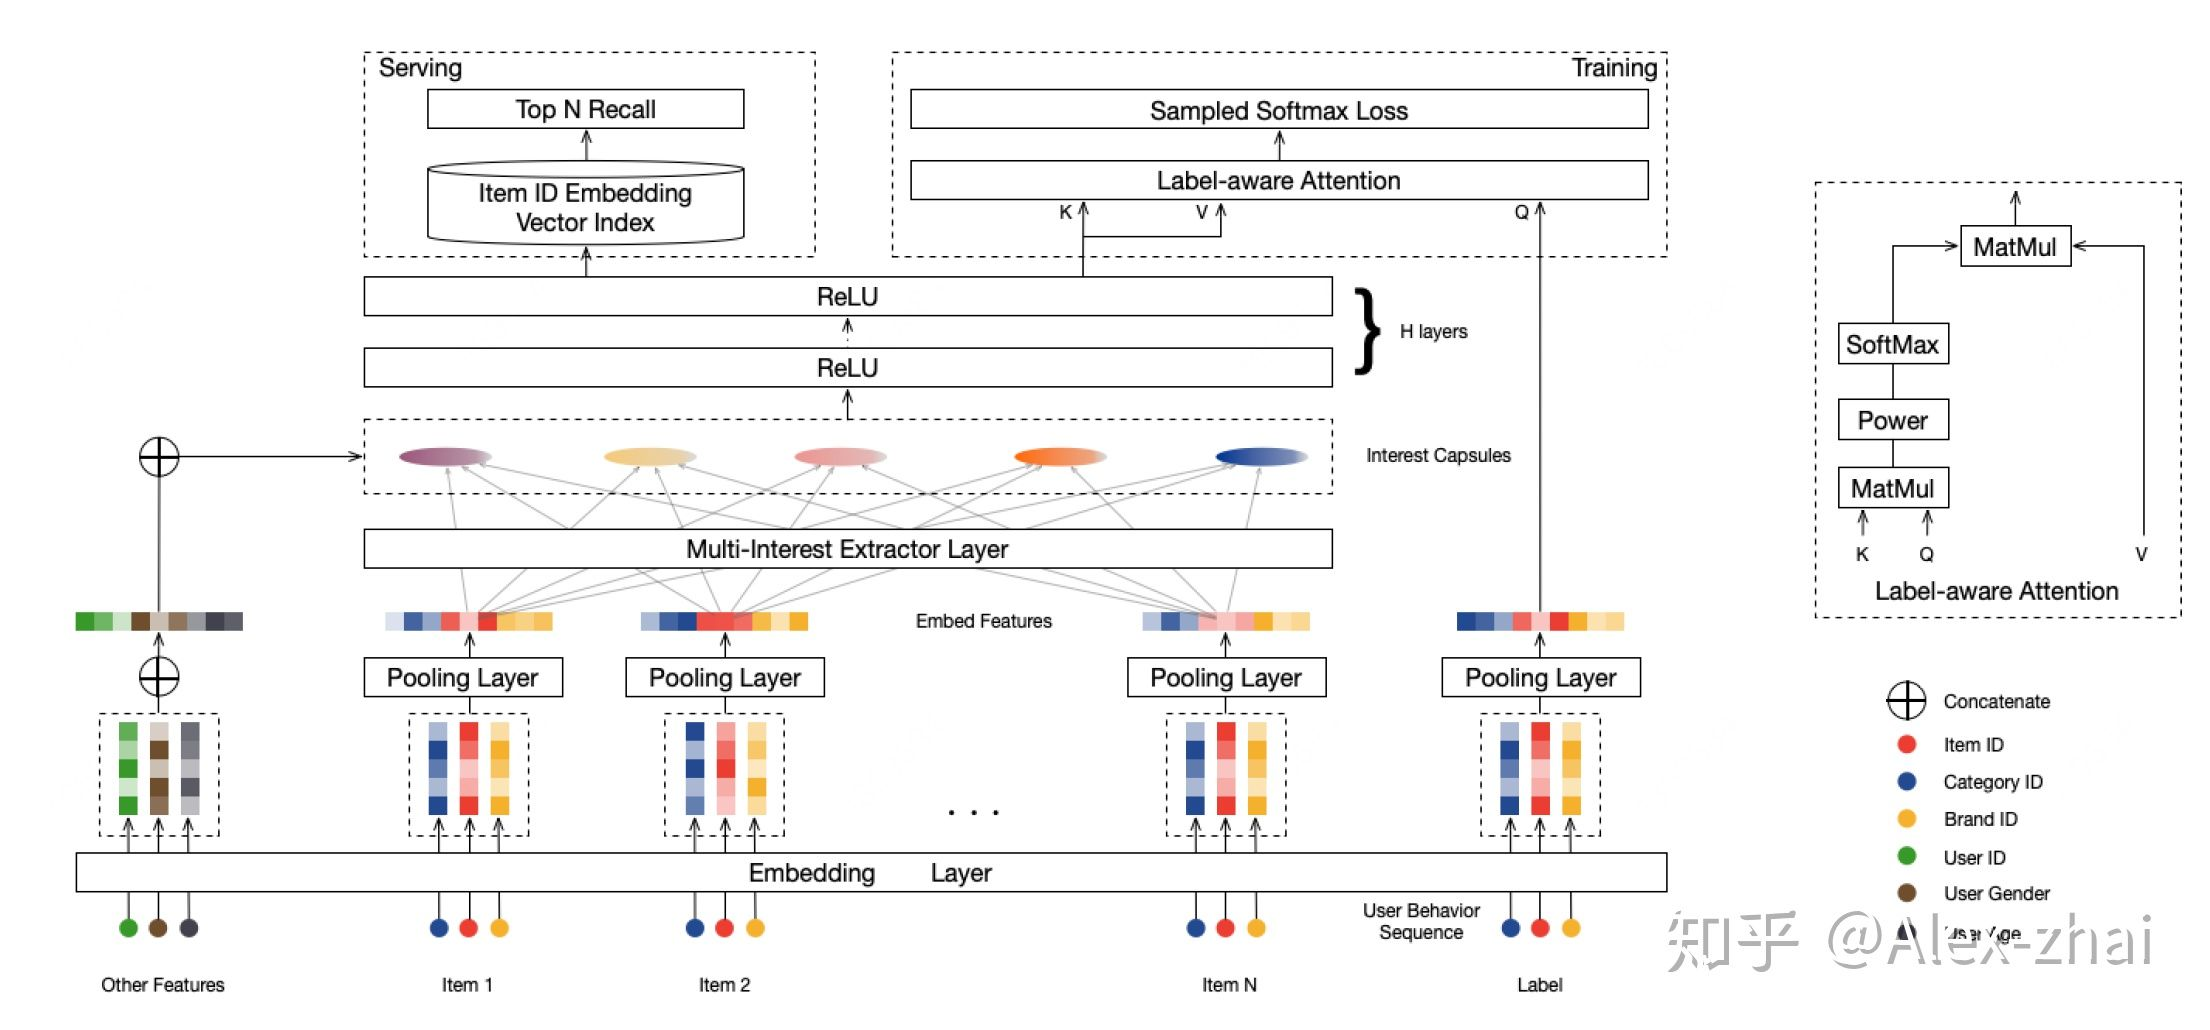 Serving
Training
Top N Recall
Sampled Softmax Loss
Item ID Embedding
Vector Index
Label-aware Attention
K
V
Q
MatMul
ReLU
H layers
SoftMax
ReLU
Power
Interest Capsules
MatMul
Multi-Interest Extractor Layer
K
Q
V
Label-aware Attention
Embed Features
Pooling Layer
Pooling Layer
Pooling Layer
Pooling Layer
Concatenate
Item ID
Category ID
. . .
Brand ID
User ID
Embedding Layer
User Gender
User Behavior
Sequence
User Age
知乎 @Alex-zhai
Other Features
Item 1
Item 2
Item N
Label